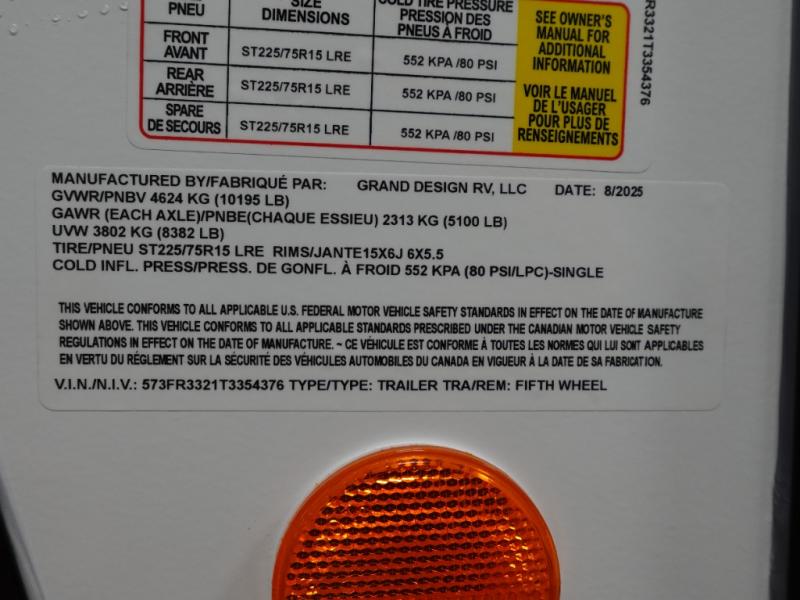 PNEU
SIZE
DIMENSIONS
COLD TIRE PRESSURE
PRESSION DES
PNEUS À FROID
SEE OWNER'S
MANUAL FOR
ADDITIONAL
INFORMATION
VOIR LE MANUEL
DE L'USAGER
POUR PLUS DE
RENSEIGNEMENTS
FRONT
AVANT
ST225/75R15 LRE
552 KPA /80 PSI
REAR
ARRIÈRE
ST225/75R15 LRE
552 KPA /80 PSI
SPARE
DE SECOURS
ST225/75R15 LRE
552 KPA /80 PSI
R3321T3354376
MANUFACTURED BY/FABRIQUÉ PAR: GRAND DESIGN RV, LLC DATE: 8/2025
GVWR/PNBV 4624 KG (10195 LB)
GAWR (EACH AXLE)/PNBE(CHAQUE ESSIEU) 2313 KG (5100 LB)
UVW 3802 KG (8382 LB)
TIRE/PNEU ST225/75R15 LRE RIMS/JANTE15X6J 6X5.5
COLD INFL. PRESS/PRESS. DE GONFL. À FROID 552 KPA (80 PSI/LPC)-SINGLE
THIS VEHICLE CONFORMS TO ALL APPLICABLE U.S. FEDERAL MOTOR VEHICLE SAFETY STANDARDS IN EFFECT ON THE DATE OF MANUFACTURE
SHOWN ABOVE. THIS VEHICLE CONFORMS TO ALL APPLICABLE STANDARDS PRESCRIBED UNDER THE CANADIAN MOTOR VEHICLE SAFETY
REGULATIONS IN EFFECT ON THE DATE OF MANUFACTURE. ~ CE VÉHICULE EST CONFORME À TOUTES LES NORMES QUI LUI SONT APPLICABLES
EN VERTU DU RÉGLEMENT SUR LA SÉCURITÉ DES VÉHICULES AUTOMOBILES DU CANADA EN VIGUEUR À LA DATE DE SA FABRICATION.
V.I.N./N.I.V.: 573FR3321T3354376 TYPE/TYPE: TRAILER TRA/REM: FIFTH WHEEL